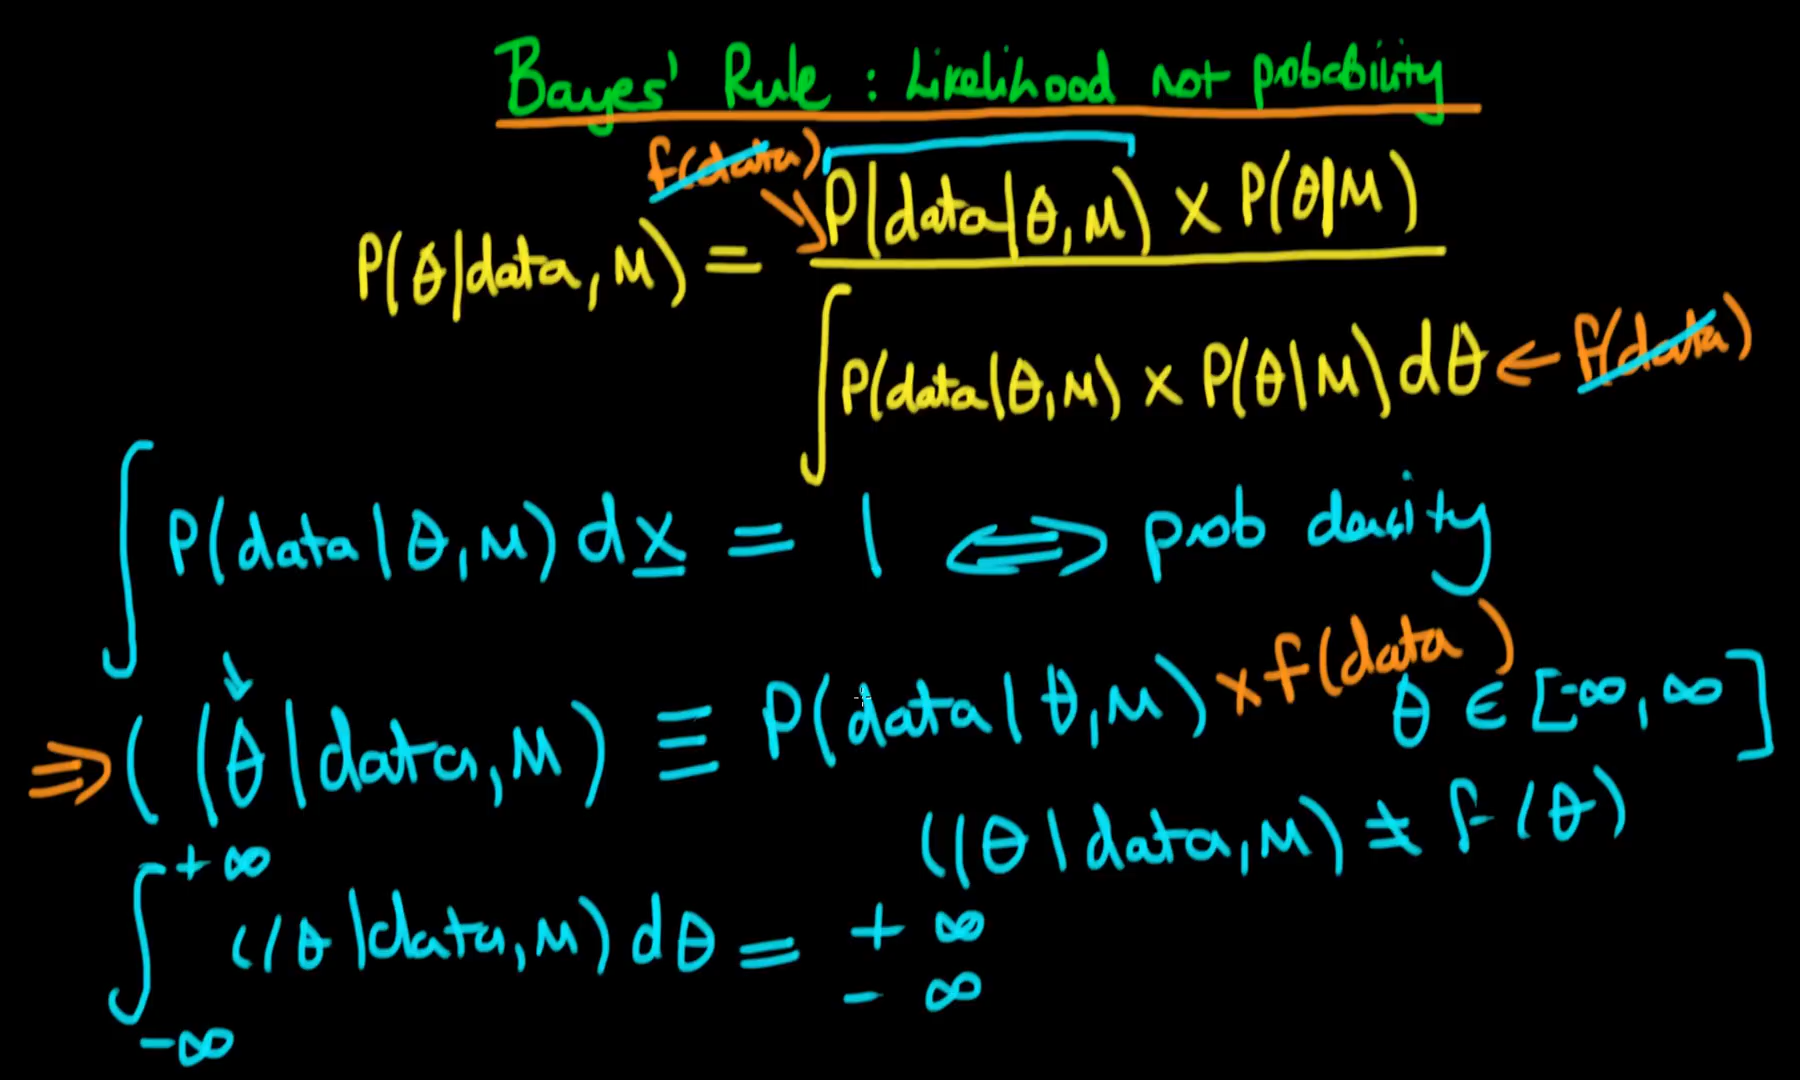 Bayes' Rule : Likelihood not probability
f(data)
P(θ|data, M) = P(data|θ, M) × P(θ|M)
∫ P(data|θ, M) × P(θ|M) dθ ← f(data)
∫ P(data|θ, M) dx = 1 ⟺ prob density
⇒ L(θ|data, M) ≡ P(data|θ, M) × f(data)
θ ∈ [-∞, ∞]
L(θ|data, M) ≠ f(θ)
∫ +∞ -∞ L(θ|data, M) dθ = + ∞
- ∞